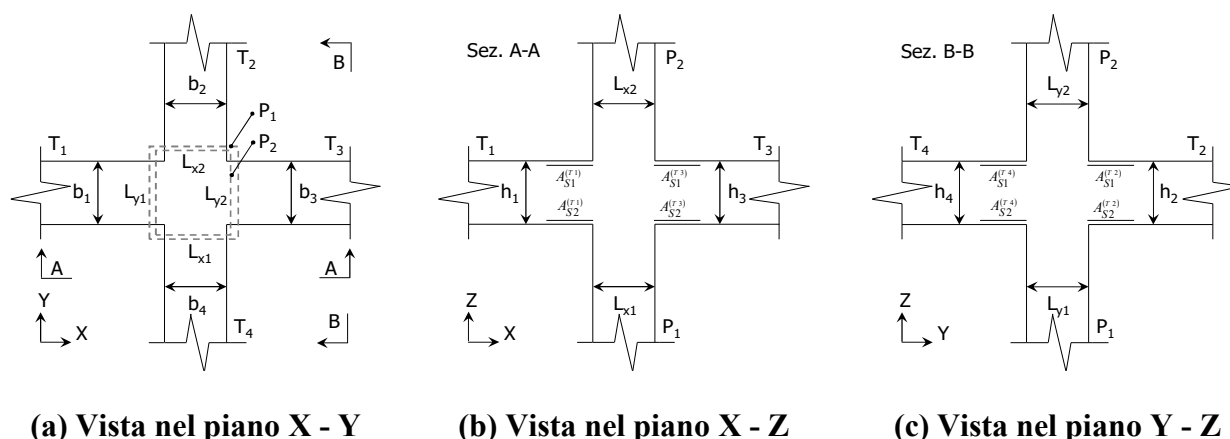 T2
B
b2
P1
P2
T1
T3
Lx2
b1
Ly1
Ly2
b3
Lx1
A
A
b4
Y
X
T4
B
(a) Vista nel piano X - Y
Sez. A-A
P2
Lx2
T1
T3
h1
A_S1^(T1)
A_S1^(T3)
h3
A_S2^(T1)
A_S2^(T3)
Lx1
Z
X
P1
(b) Vista nel piano X - Z
Sez. B-B
P2
Ly2
T4
T2
h4
A_S1^(T4)
A_S1^(T2)
h2
A_S2^(T4)
A_S2^(T2)
Ly1
Z
Y
P1
(c) Vista nel piano Y - Z